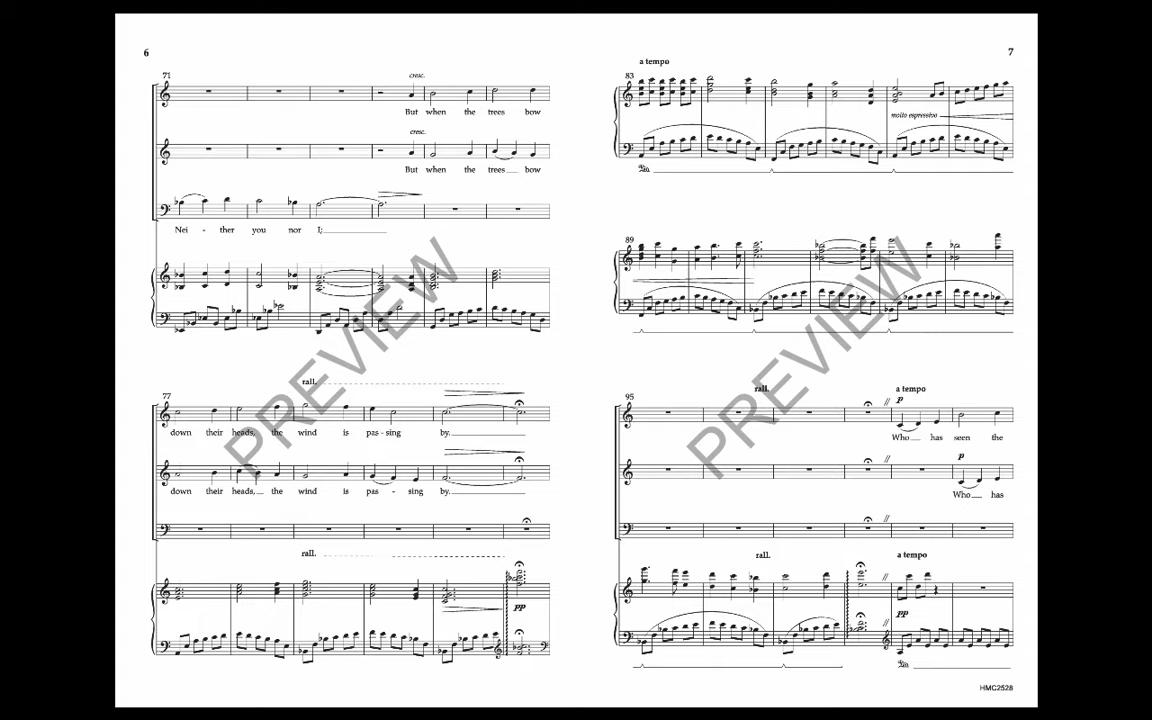 6
71
cresc.
But when the trees bow
cresc.
But when the trees bow
Nei - ther you nor I;
PREVIEW
77
rall.
down their heads, the wind is pas - sing by.
down their heads, the wind is pas - sing by.
rall.
pp
7
a tempo
83
molto espressivo
89
PREVIEW
95
rall.
a tempo
p
Who has seen the
p
Who has
rall.
a tempo
pp
HMC2528